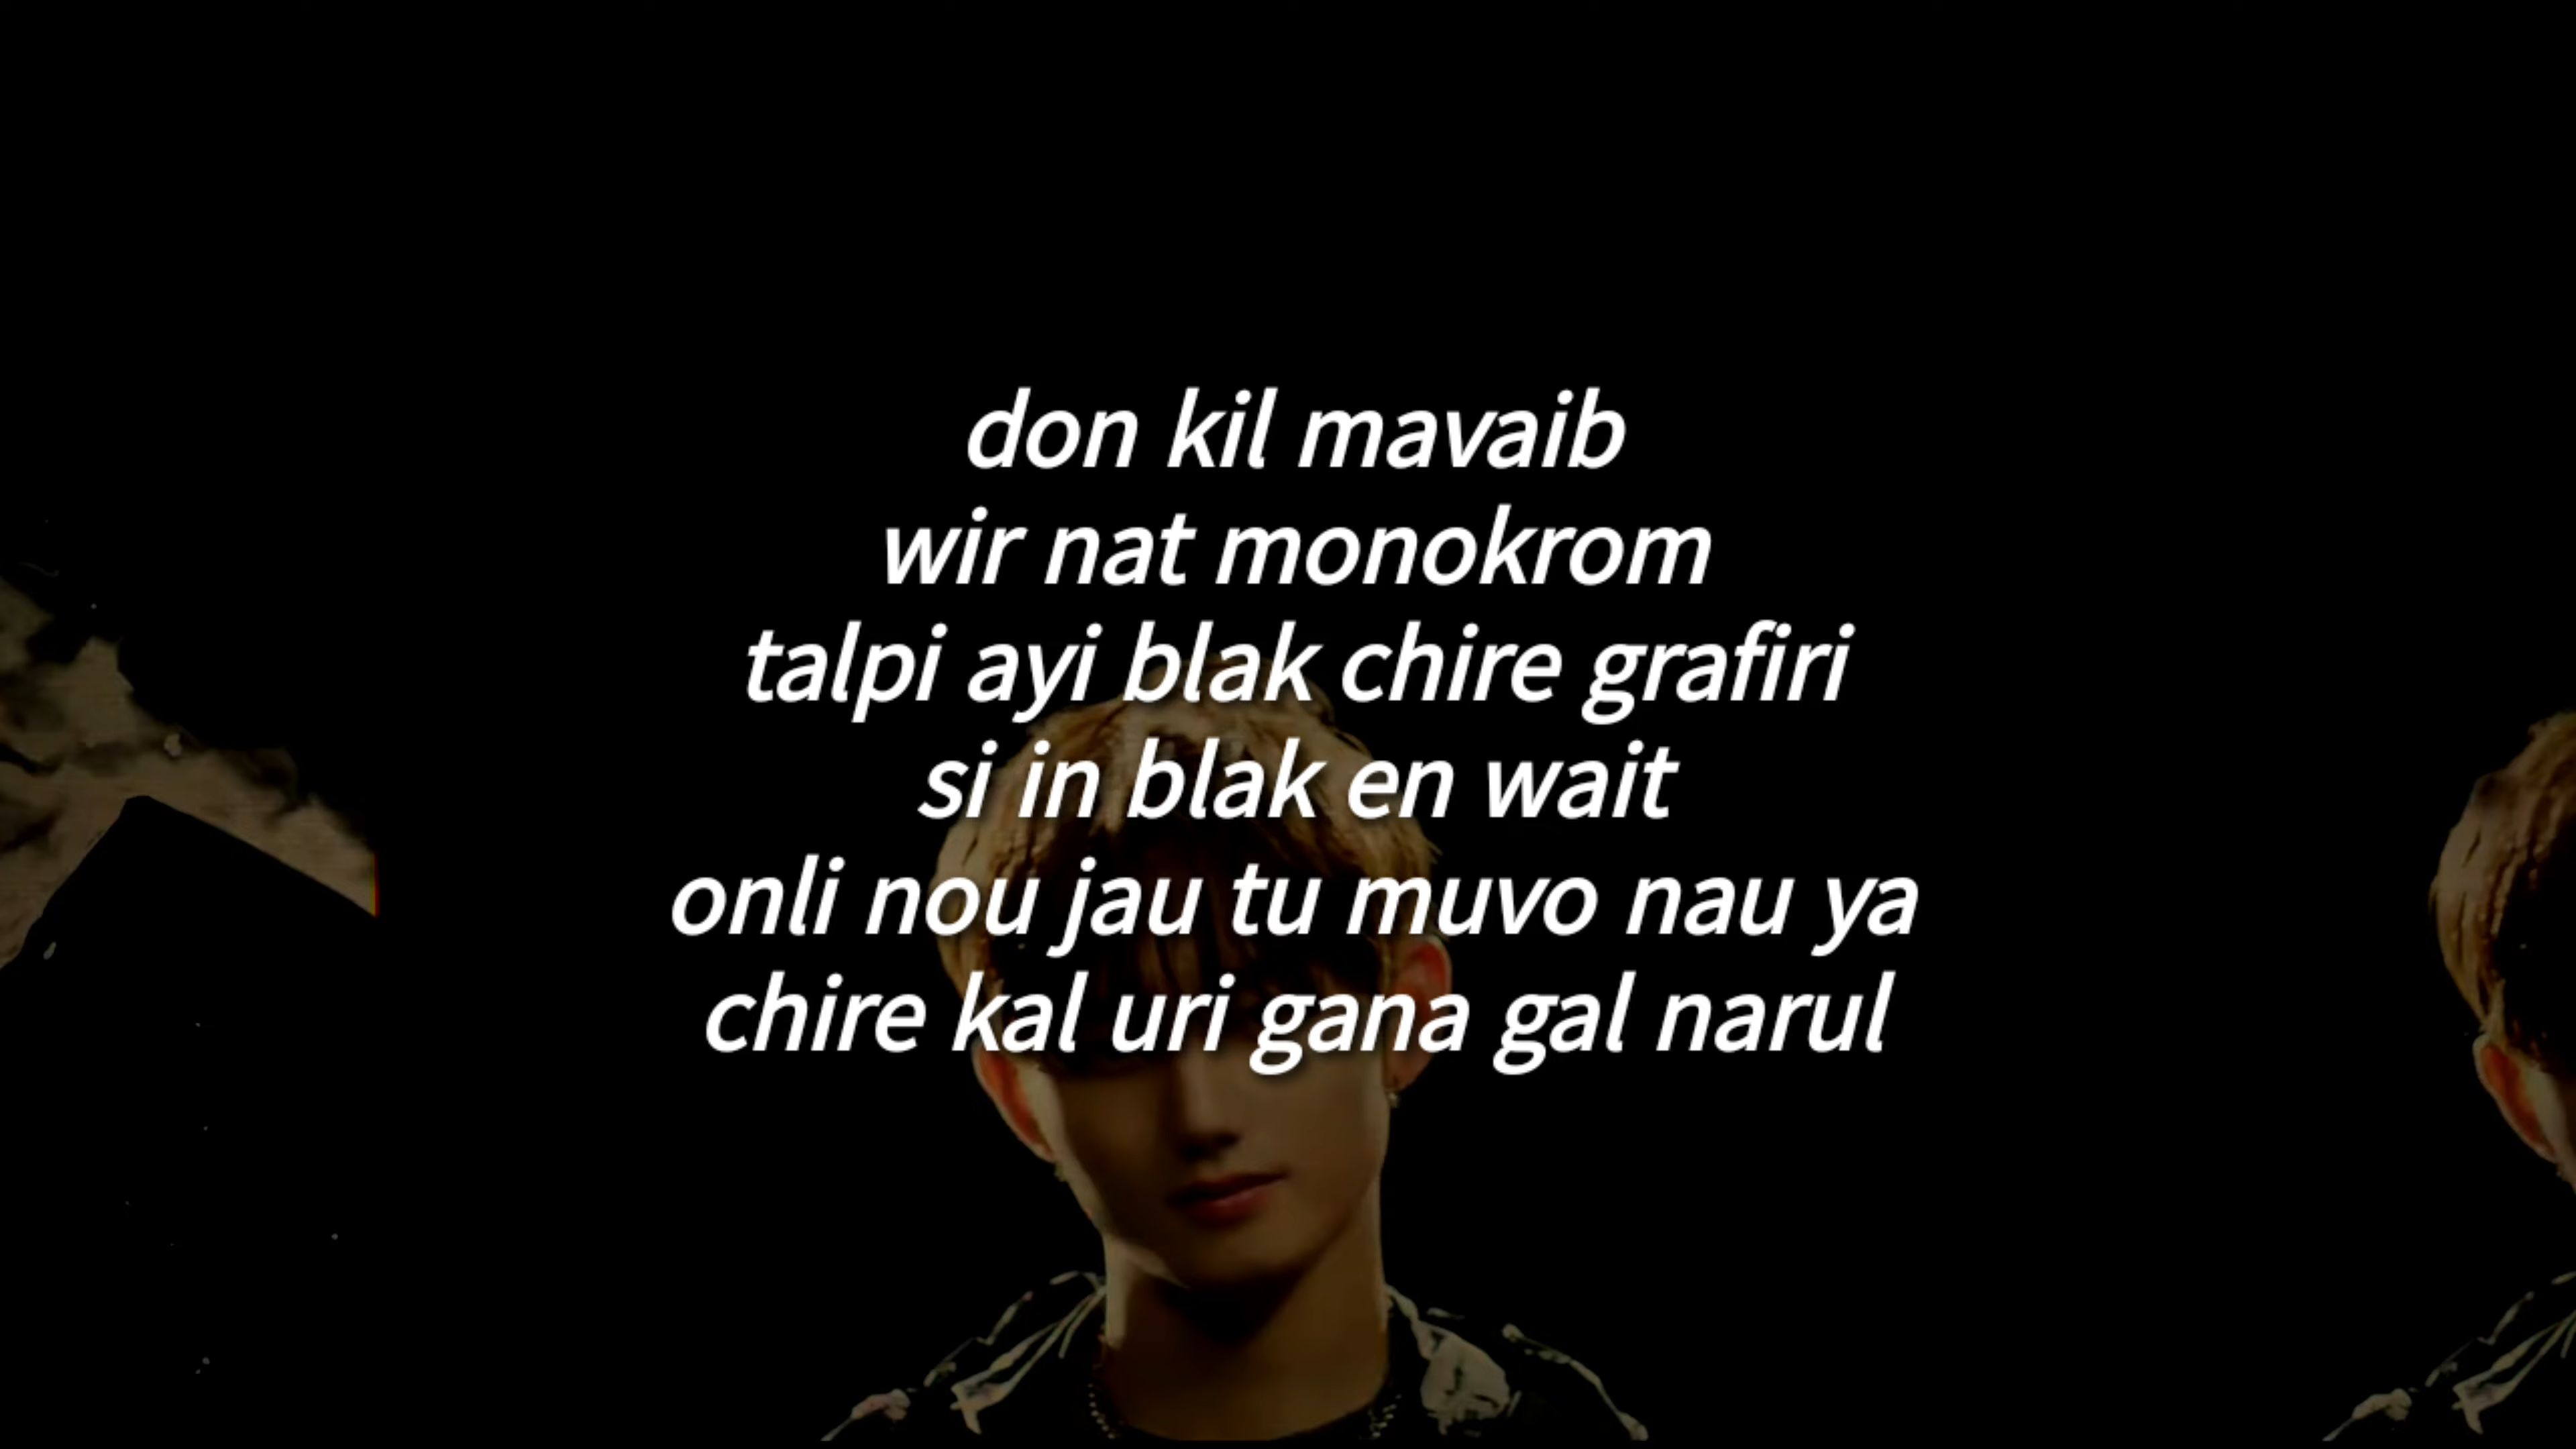 don kil mavaib
wir nat monokrom
talpi ayi blak chire grafiri
si in blak en wait
onli nou jau tu muvo nau ya
chire kal uri gana gal narul